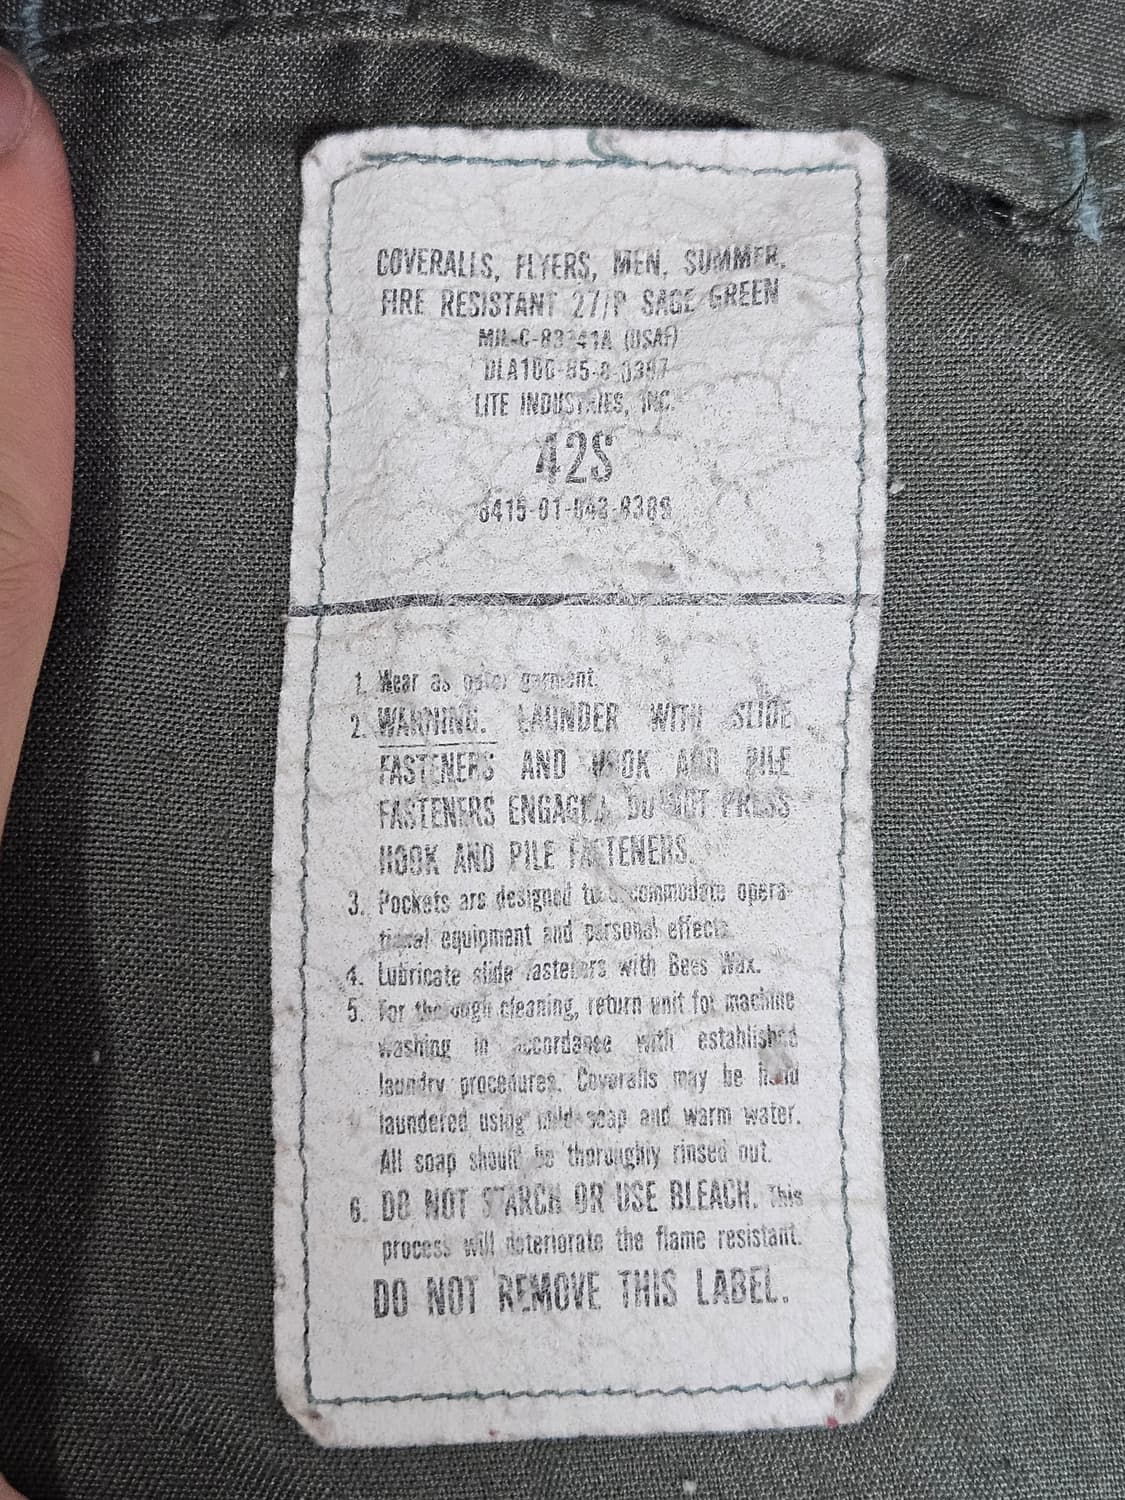 COVERALLS, FLYERS, MEN, SUMMER,
FIRE RESISTANT 27/P SAGE GREEN
(USAF)
LITE INDUSTRIES, INC.
42S
1. Wear as outer garment.
2. WARNING. LAUNDER WITH SLIDE
FASTENERS AND HOOK AND PILE
FASTENERS ENGAGED. DO NOT PRESS
HOOK AND PILE FASTENERS.
3. Pockets are designed to accommodate opera-
tional equipment and personal effects.
4. Lubricate slide fasteners with Bees Wax.
5. For thorough cleaning, return unit for machine
washing in accordance with established
laundry procedures. Coveralls may be hand
laundered using mild soap and warm water.
All soap should be thoroughly rinsed out.
6. DO NOT STARCH OR USE BLEACH. This
process will deteriorate the flame resistant.
DO NOT REMOVE THIS LABEL.